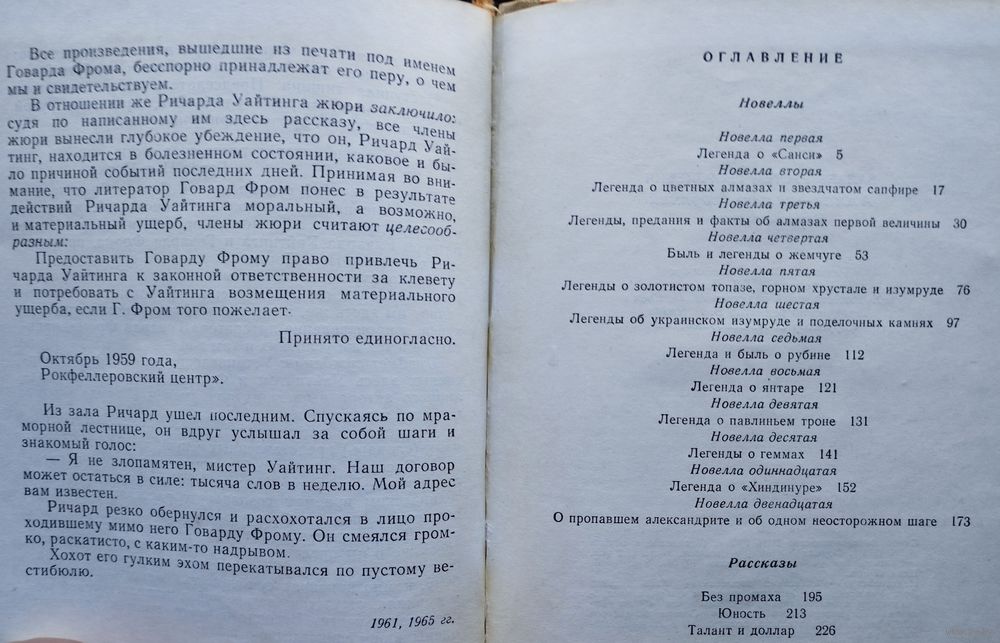 Все произведения, вышедшие из печати под именем
Говарда Фрома, бесспорно принадлежат его перу, о чем
мы и свидетельствуем.
В отношении же Ричарда Уайтинга жюри заключило:
судя по написанному им здесь рассказу, все члены
жюри вынесли глубокое убеждение, что он, Ричард Уай-
тинг, находится в болезненном состоянии, каковое и бы-
ло причиной событий последних дней. Принимая во вни-
мание, что литератор Говард Фром понес в результате
действий Ричарда Уайтинга моральный, а возможно,
и материальный ущерб, члены жюри считают целесооб-
разным:
Предоставить Говарду Фрому право привлечь Ри-
чарда Уайтинга к законной ответственности за клевету
и потребовать с Уайтинга возмещения материального
ущерба, если Г. Фром того пожелает.
Принято единогласно.
Октябрь 1959 года,
Рокфеллеровский центр».
Из зала Ричард ушел последним. Спускаясь по мра-
морной лестнице, он вдруг услышал за собой шаги и
знакомый голос:
— Я не злопамятен, мистер Уайтинг. Наш договор
может остаться в силе: тысяча слов в неделю. Мой адрес
вам известен.
Ричард резко обернулся и расхохотался в лицо про-
ходившему мимо него Говарду Фрому. Он смеялся гром-
ко, раскатисто, с каким-то надрывом.
Хохот его гулким эхом перекатывался по пустому ве-
стибюлю.
1961, 1965 гг.
ОГЛАВЛЕНИЕ
Новеллы
Новелла первая
Легенда о «Санси» 5
Новелла вторая
Легенда о цветных алмазах и звездчатом сапфире 17
Новелла третья
Легенды, предания и факты об алмазах первой величины 30
Новелла четвертая
Быль и легенды о жемчуге 53
Новелла пятая
Легенды о золотистом топазе, горном хрустале и изумруде 76
Новелла шестая
Легенды об украинском изумруде и поделочных камнях 97
Новелла седьмая
Легенда и быль о рубине 112
Новелла восьмая
Легенда о янтаре 121
Новелла девятая
Легенда о павлиньем троне 131
Новелла десятая
Легенды о геммах 141
Новелла одиннадцатая
Легенда о «Хиндинуре» 152
Новелла двенадцатая
О пропавшем александрите и об одном неосторожном шаге 173
Рассказы
Без промаха 195
Юность 213
Талант и доллар 226